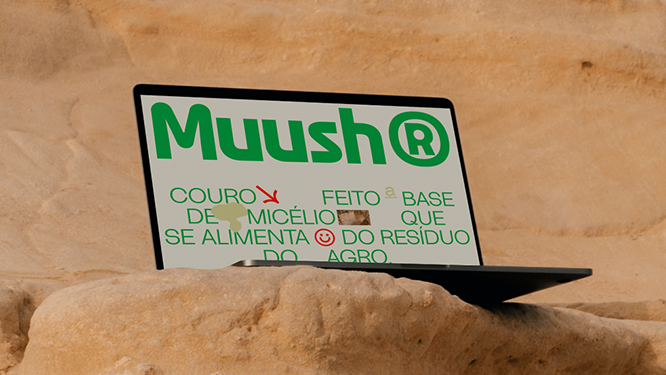 Muush®
COURO FEITO a BASE
DE MICÉLIO QUE
SE ALIMENTA DO RESÍDUO
DO AGRO.